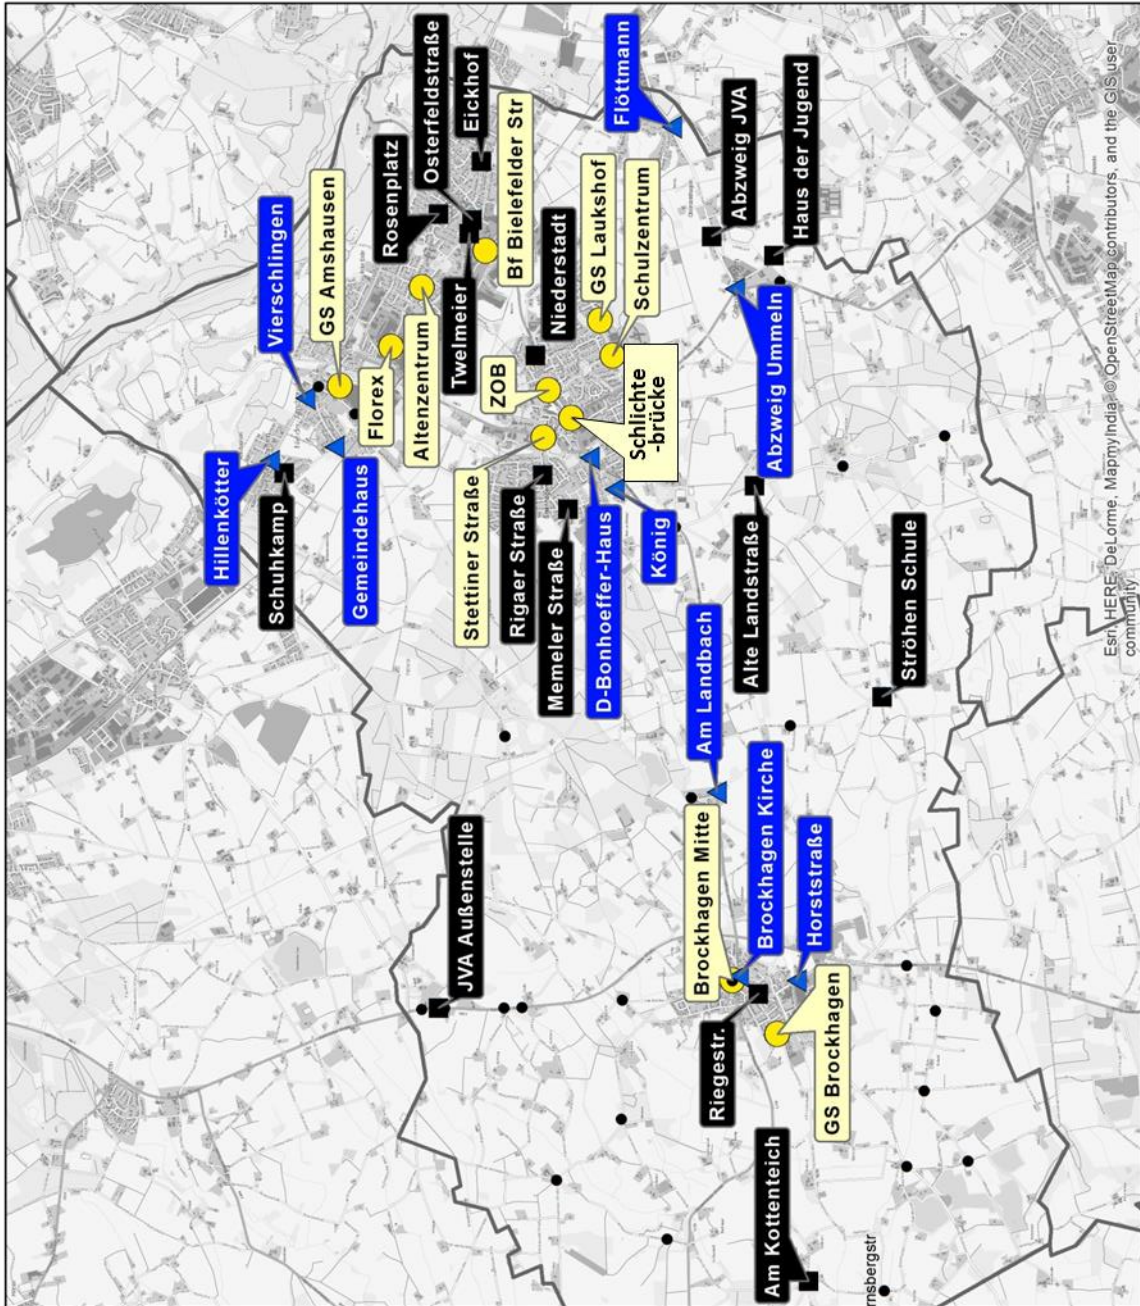 Hillenkötter
Schuhkamp
Vierschlingen
GS Amshausen
Gemeindehaus
Florex
Altenzentrum
Rosenplatz
Osterfeldstraße
Eickhof
Twelmeier
Bf Bielefelder Str
Niederstadt
ZOB
Stettiner Straße
Rigaer Straße
Memeler Straße
D-Bonhoeffer-Haus
König
Schlichte
-brücke
GS Laukshof
Schulzentrum
Flöttmann
Abzweig JVA
Haus der Jugend
Abzweig Ummeln
Alte Landstraße
Ströhen Schule
Am Landbach
JVA Außenstelle
Brockhagen Mitte
Brockhagen Kirche
Horststraße
Riegestr.
GS Brockhagen
Am Kottenteich
rnsbergstr
Esri, HERE, DeLorme, MapmyIndia, © OpenStreetMap contributors, and the GIS user
community